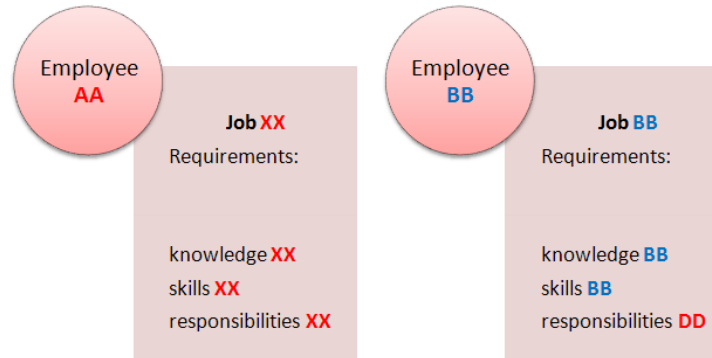 Employee
AA
Job XX
Requirements:
knowledge XX
skills XX
responsibilities XX
Employee
BB
Job BB
Requirements:
knowledge BB
skills BB
responsibilities DD